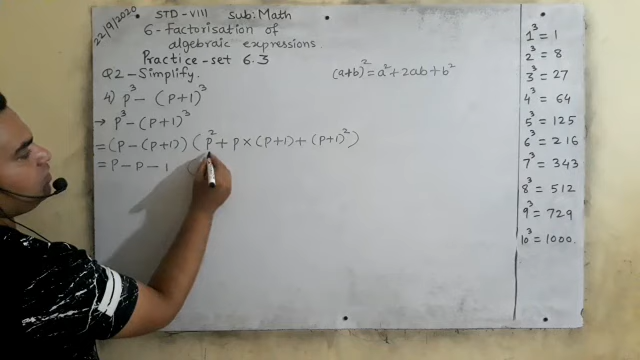 22/9/2020
STD-VIII Sub:Math
6-Factorisation of
algebraic expressions.
Practice-set 6.3
Q2-Simplify.
(a+b)² = a² + 2ab + b²
4) p³ - (p+1)³
→ p³ - (p+1)³
= (p - (p+1)) (p² + p × (p+1) + (p+1)²)
= p - p - 1 (
1³ = 1
2³ = 8
3³ = 27
4³ = 64
5³ = 125
6³ = 216
7³ = 343
8³ = 512
9³ = 729
10³ = 1000.